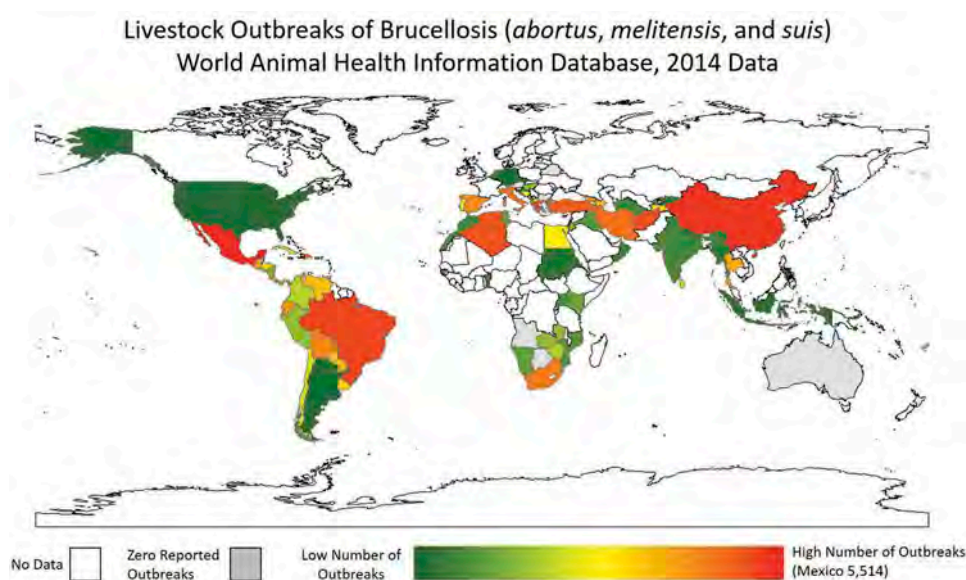 Livestock Outbreaks of Brucellosis (abortus, melitensis, and suis)
World Animal Health Information Database, 2014 Data
No Data
Zero Reported
Outbreaks
Low Number of
Outbreaks
High Number of Outbreaks
(Mexico 5,514)